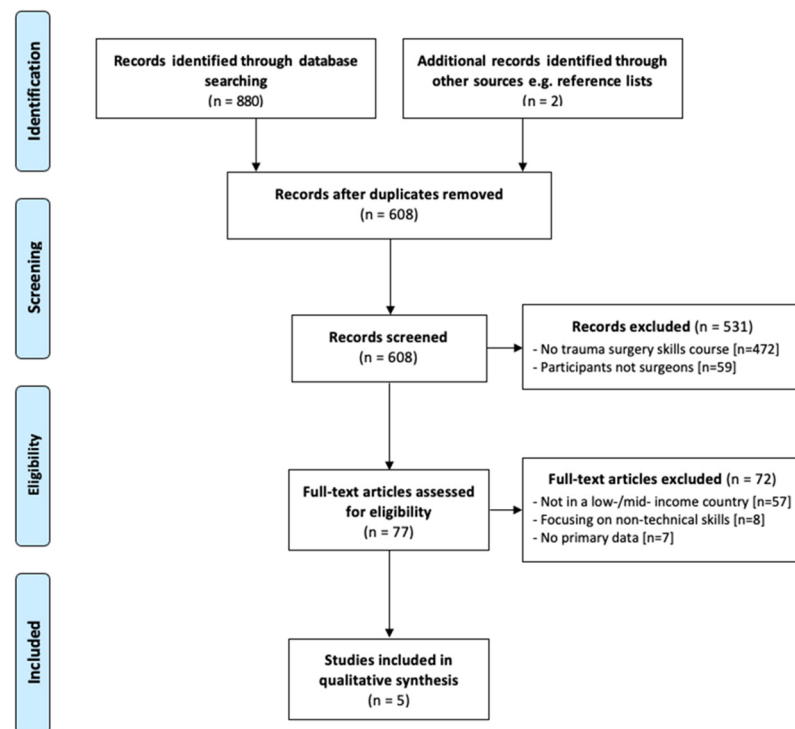 Identification
Records identified through database
searching
(n = 880)
Additional records identified through
other sources e.g. reference lists
(n = 2)
Records after duplicates removed
(n = 608)
Screening
Records screened
(n = 608)
Records excluded (n = 531)
- No trauma surgery skills course [n=472]
- Participants not surgeons [n=59]
Eligibility
Full-text articles assessed
for eligibility
(n = 77)
Full-text articles excluded (n = 72)
- Not in a low-/mid- income country [n=57]
- Focusing on non-technical skills [n=8]
- No primary data [n=7]
Included
Studies included in
qualitative synthesis
(n = 5)